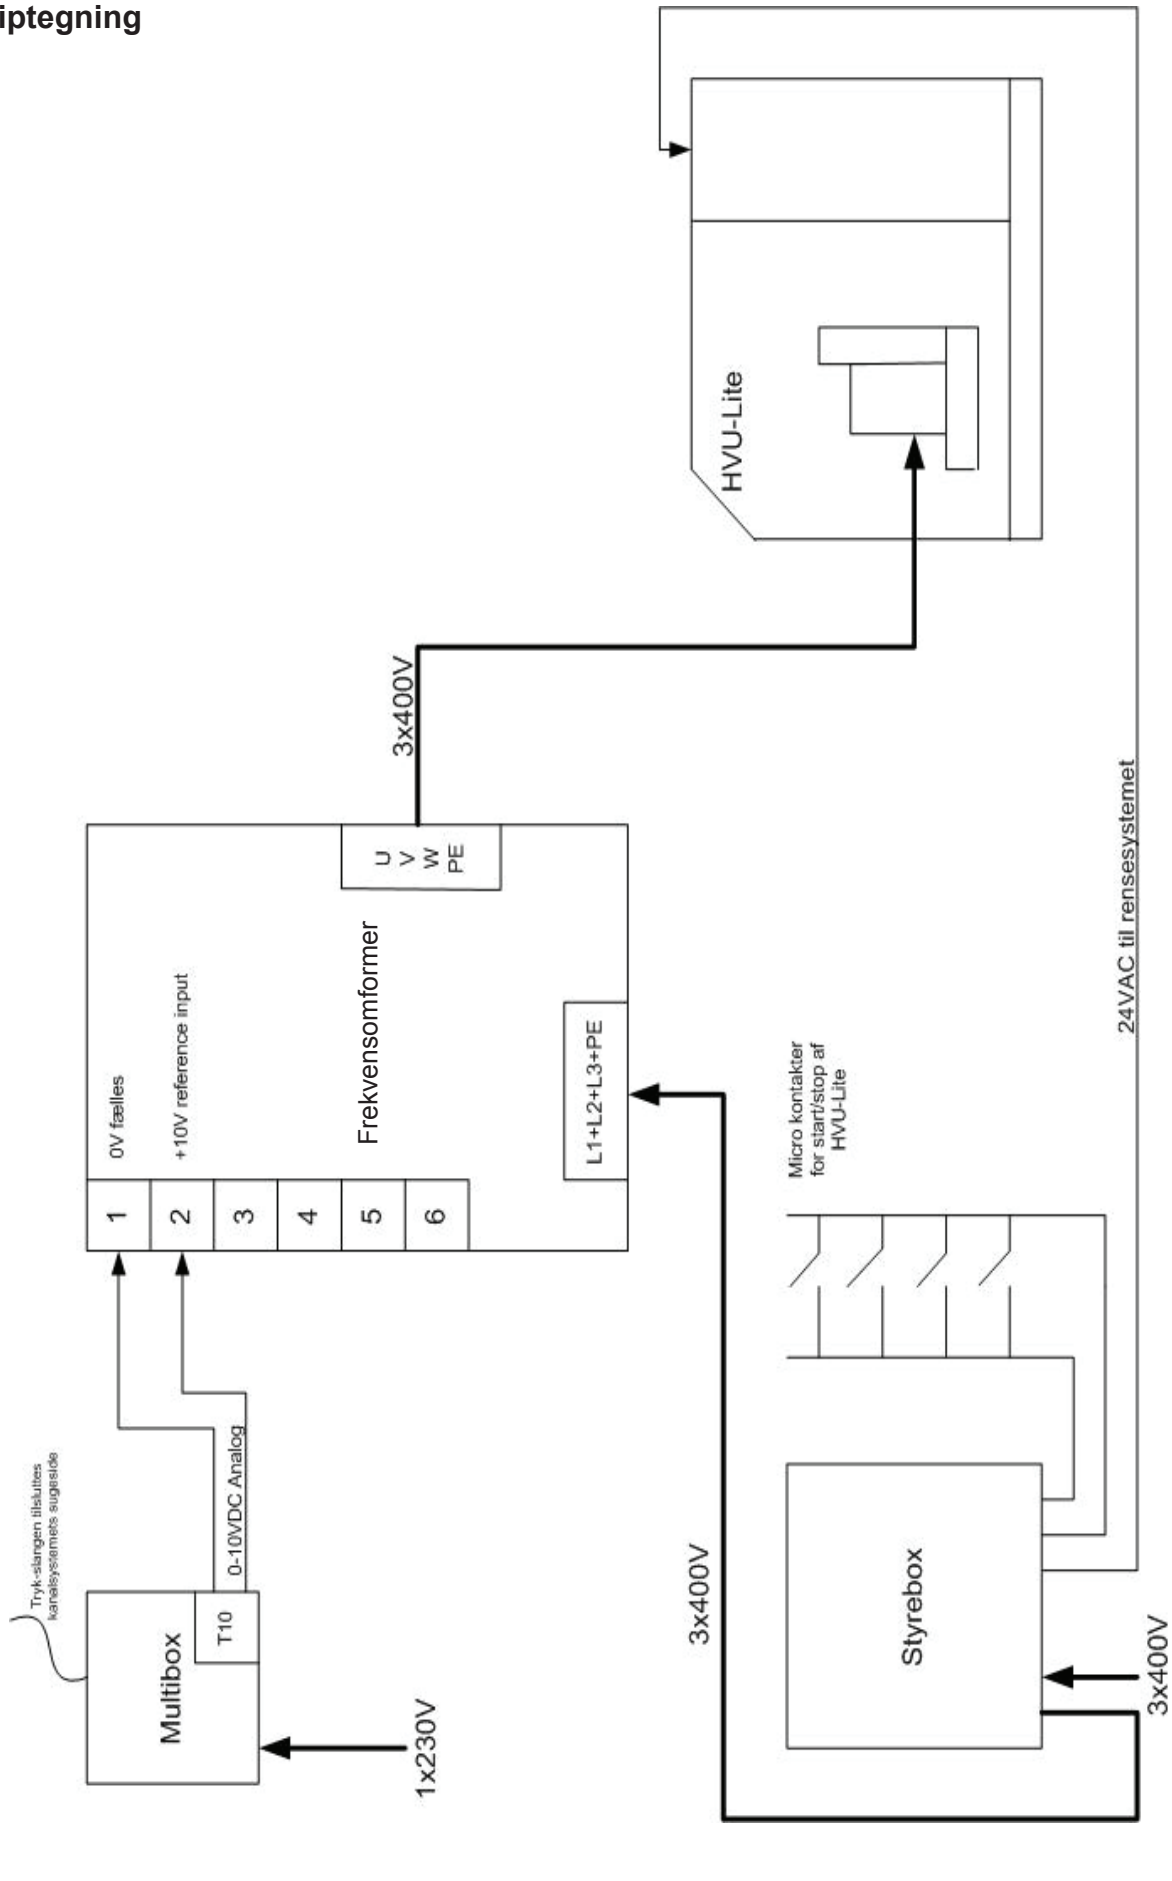 iptegning
Tryk-slangen tilsluttes
kanalsystemets sugeside
Multibox
T10
0-10VDC Analog
1x230V
1
2
3
4
5
6
0V fælles
+10V reference input
Frekvensomformer
U
V
W
PE
L1+L2+L3+PE
3x400V
HVU-Lite
3x400V
Styrebox
3x400V
Micro kontakter
for start/stop af
HVU-Lite
24VAC til rensesystemet